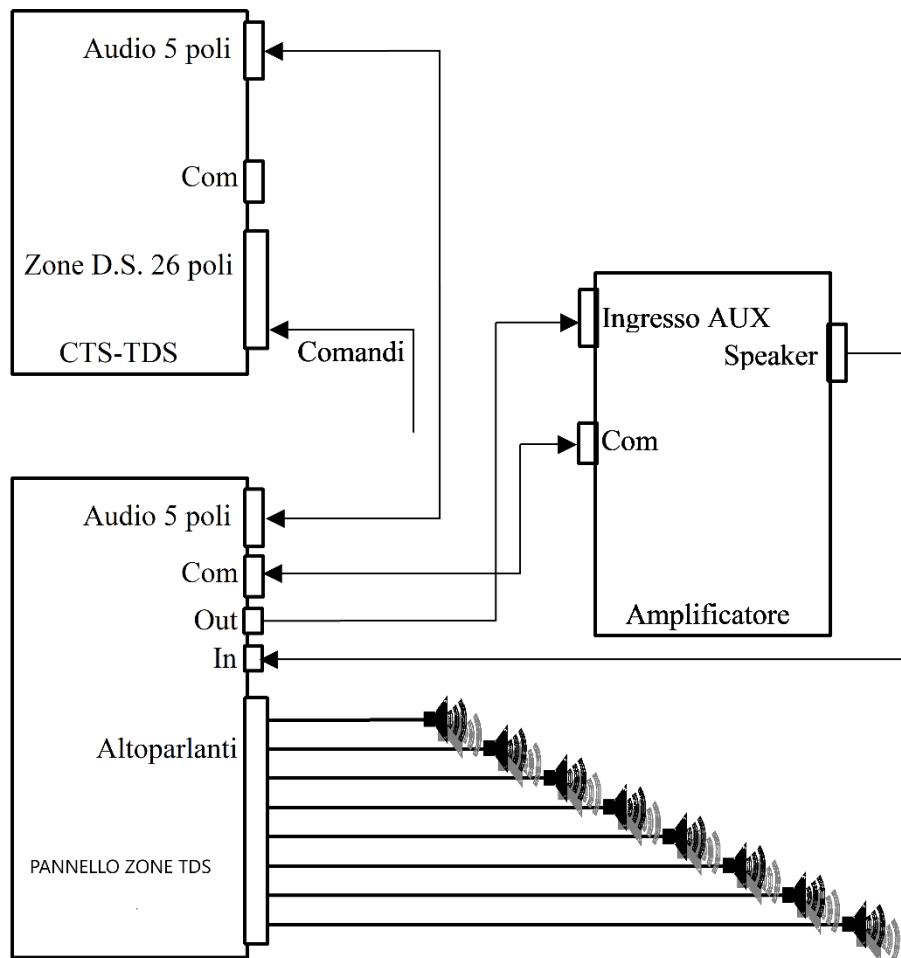 Audio 5 poli
Com
Zone D.S. 26 poli
CTS-TDS
Comandi
Ingresso AUX
Speaker
Com
Amplificatore
Audio 5 poli
Com
Out
In
Altoparlanti
PANNELLO ZONE TDS